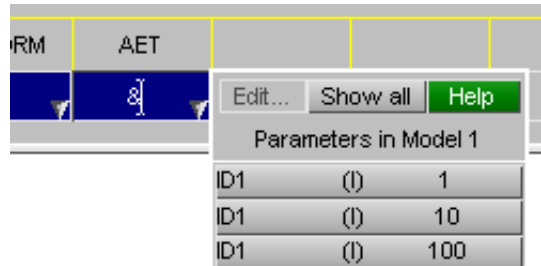 RM AET
&
Edit... Show all Help
Parameters in Model 1
ID1 (I) 1
ID1 (I) 10
ID1 (I) 100